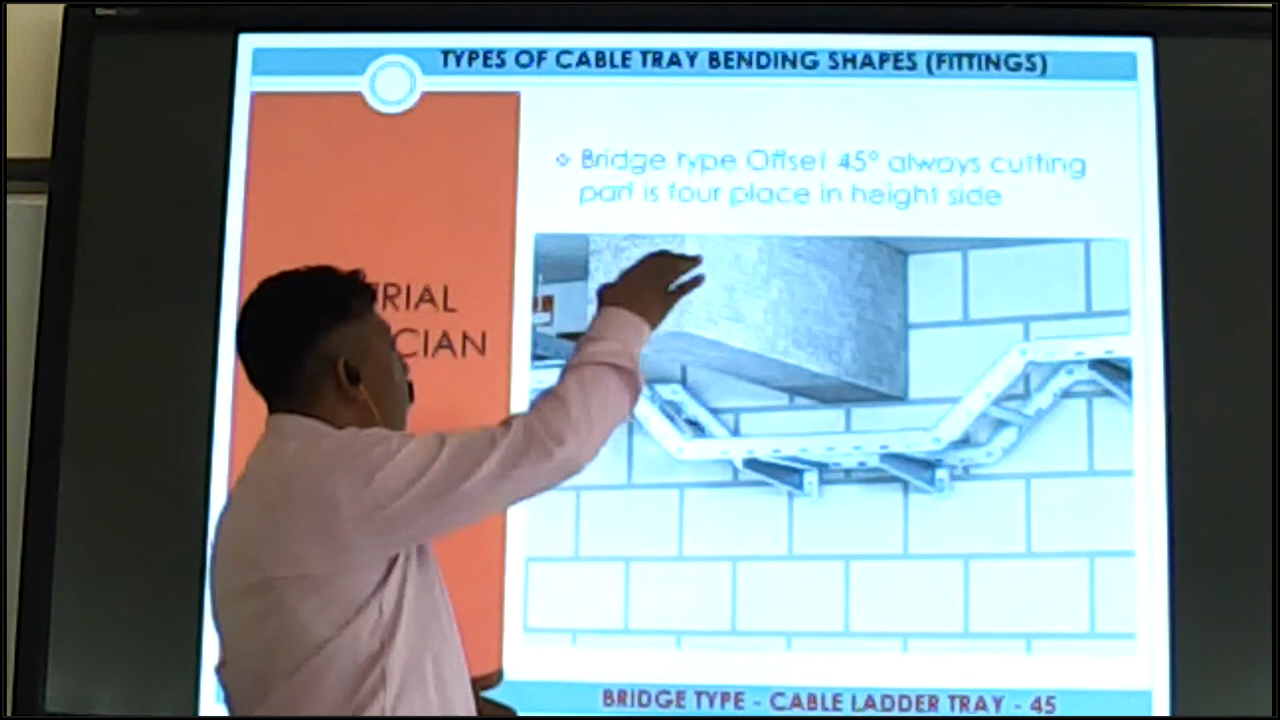 TYPES OF CABLE TRAY BENDING SHAPES (FITTINGS)
Bridge type Offset 45° always cutting
part is four place in height side
TRIAL
CIAN
BRIDGE TYPE - CABLE LADDER TRAY - 45